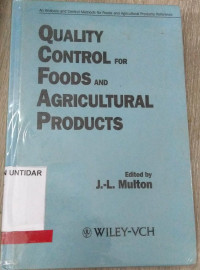 QUALITY
CONTROL FOR
FOODS AND
AGRICULTURAL
PRODUCTS
Edited by
J.-L. Multon
N UNTIDAR
WILEY-VCH